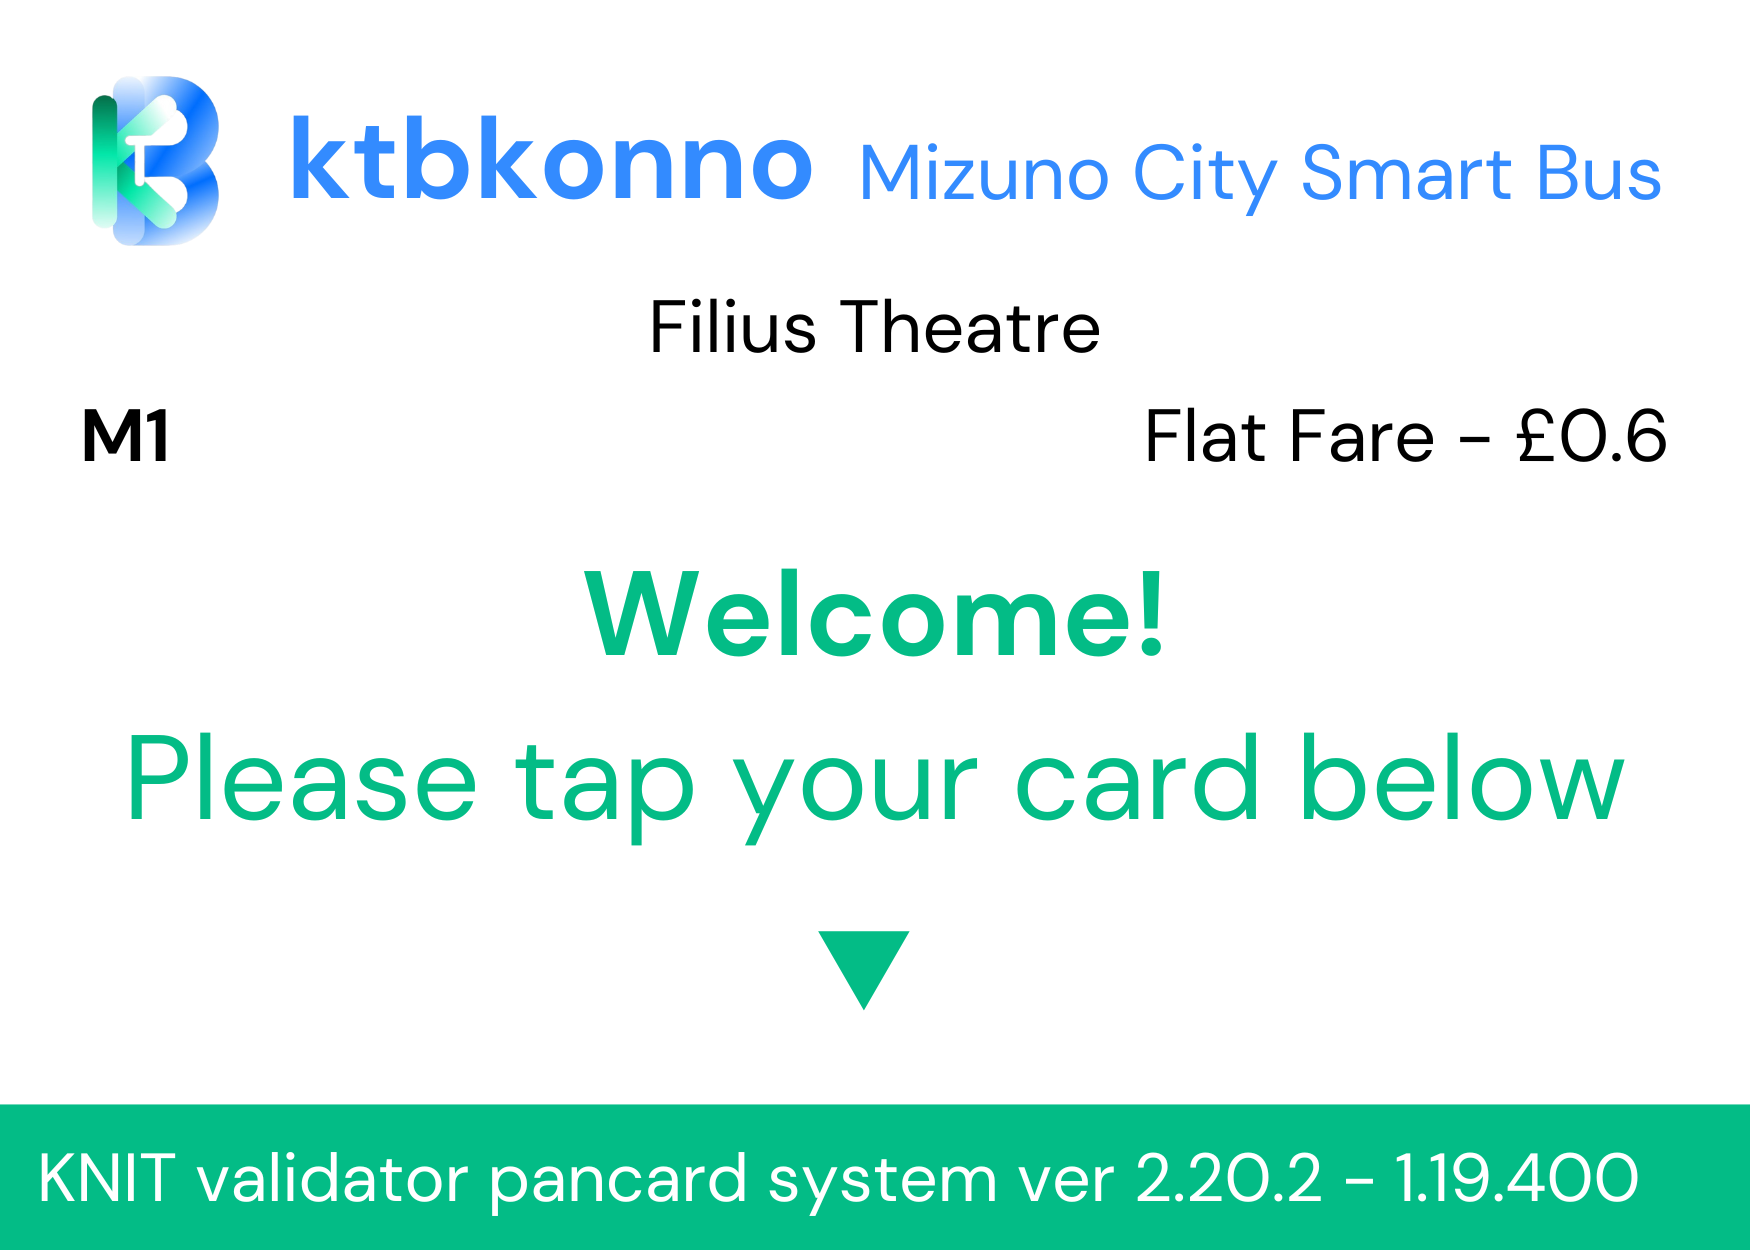 ktbkonno Mizuno City Smart Bus
Filius Theatre
M1 Flat Fare - £0.6
Welcome!
Please tap your card below
KNIT validator pancard system ver 2.20.2 - 1.19.400